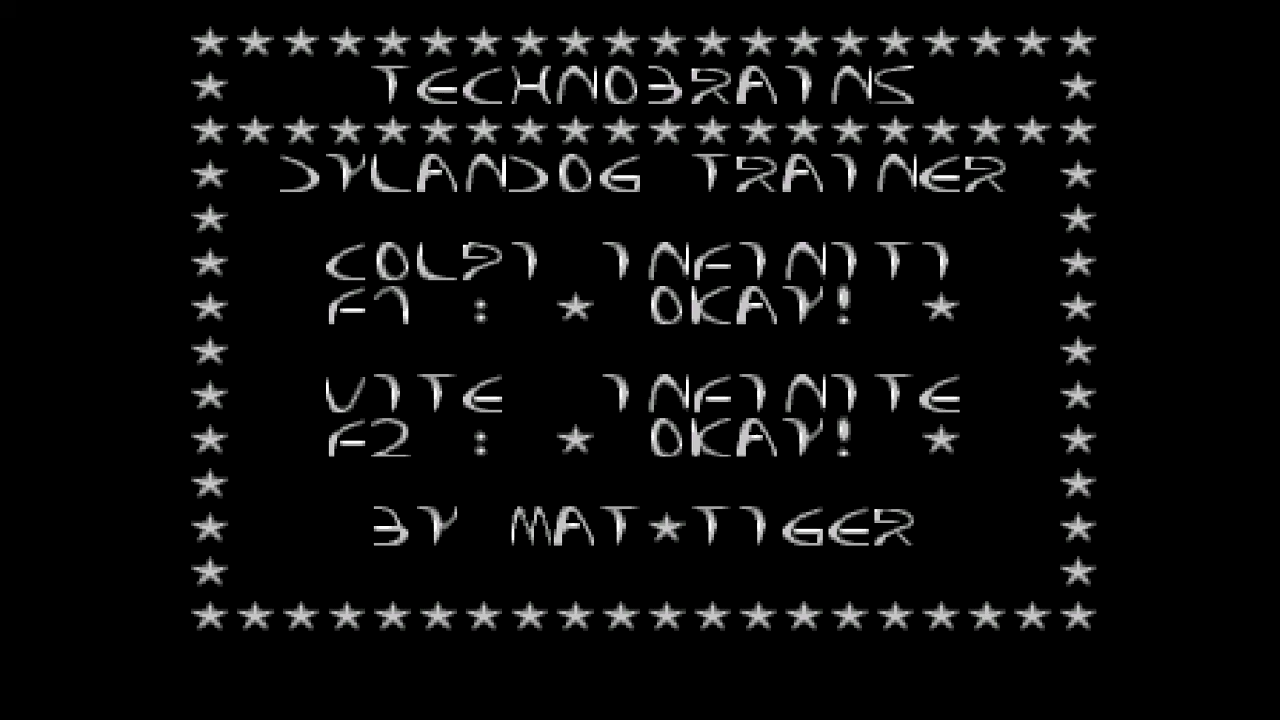 TECHNOBRAINS
DYLANDOG TRAINER
COLPI INFINITI
F1 : ★ OKAY! ★
VITE INFINITE
F2 : ★ OKAY! ★
BY MAT★TIGER